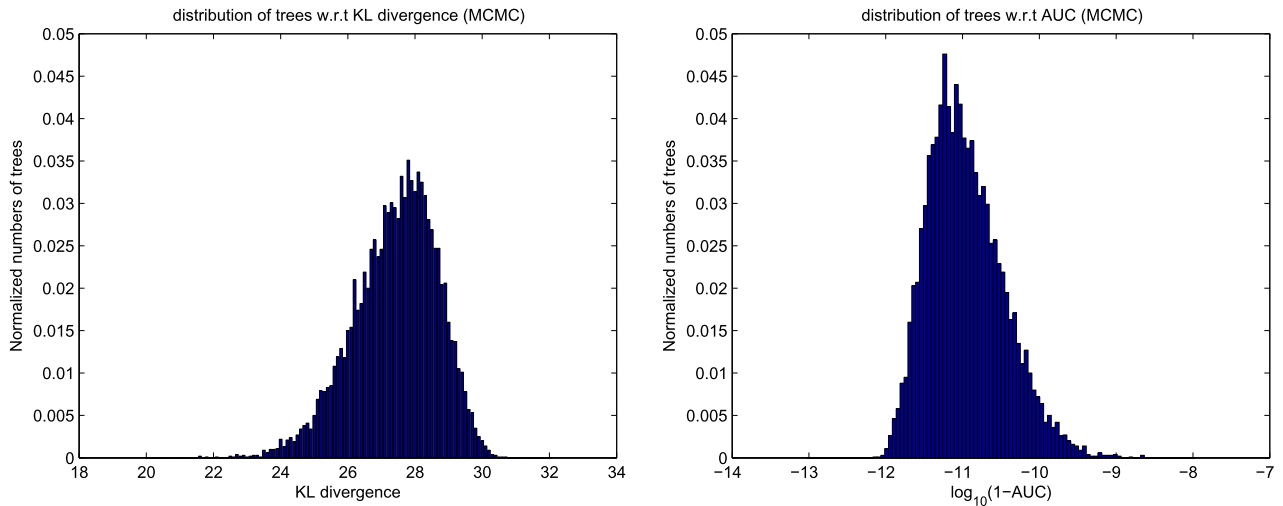 distribution of trees w.r.t KL divergence (MCMC)
0.05
0.045
0.04
0.035
0.03
0.025
0.02
0.015
0.01
0.005
0
Normalized numbers of trees
18 20 22 24 26 28 30 32 34
KL divergence
distribution of trees w.r.t AUC (MCMC)
0.05
0.045
0.04
0.035
0.03
0.025
0.02
0.015
0.01
0.005
0
Normalized numbers of trees
−14 −13 −12 −11 −10 −9 −8 −7
log10(1−AUC)